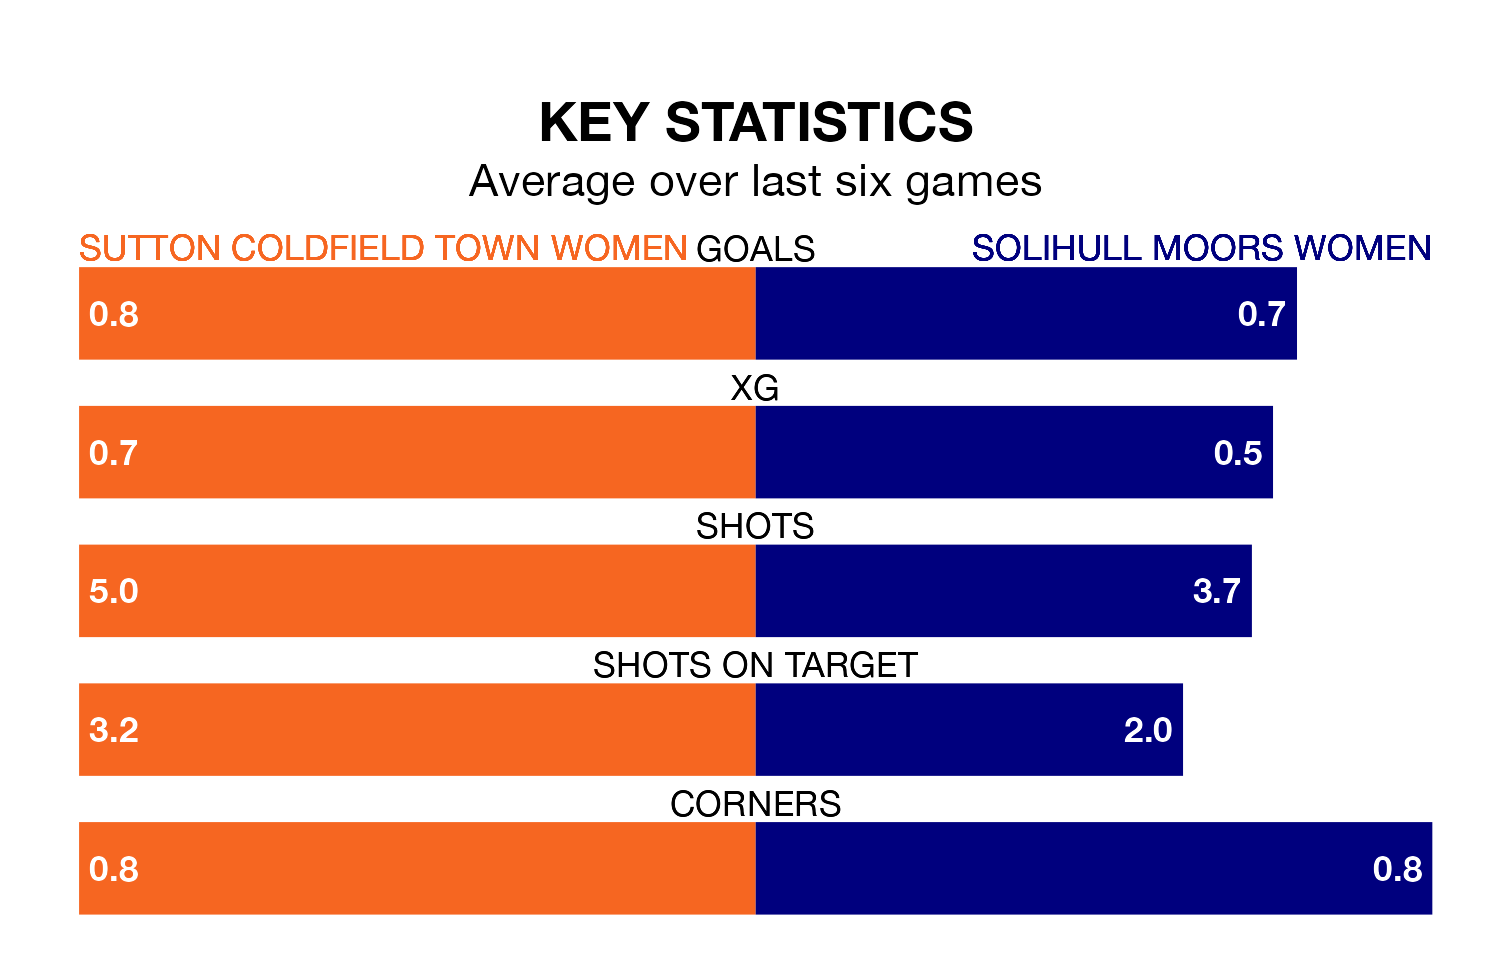 KEY STATISTICS
Average over last six games
SUTTON COLDFIELD TOWN WOMEN GOALS SOLIHULL MOORS WOMEN
0.8 0.7
XG
0.7 0.5
SHOTS
5.0 3.7
SHOTS ON TARGET
3.2 2.0
CORNERS
0.8 0.8